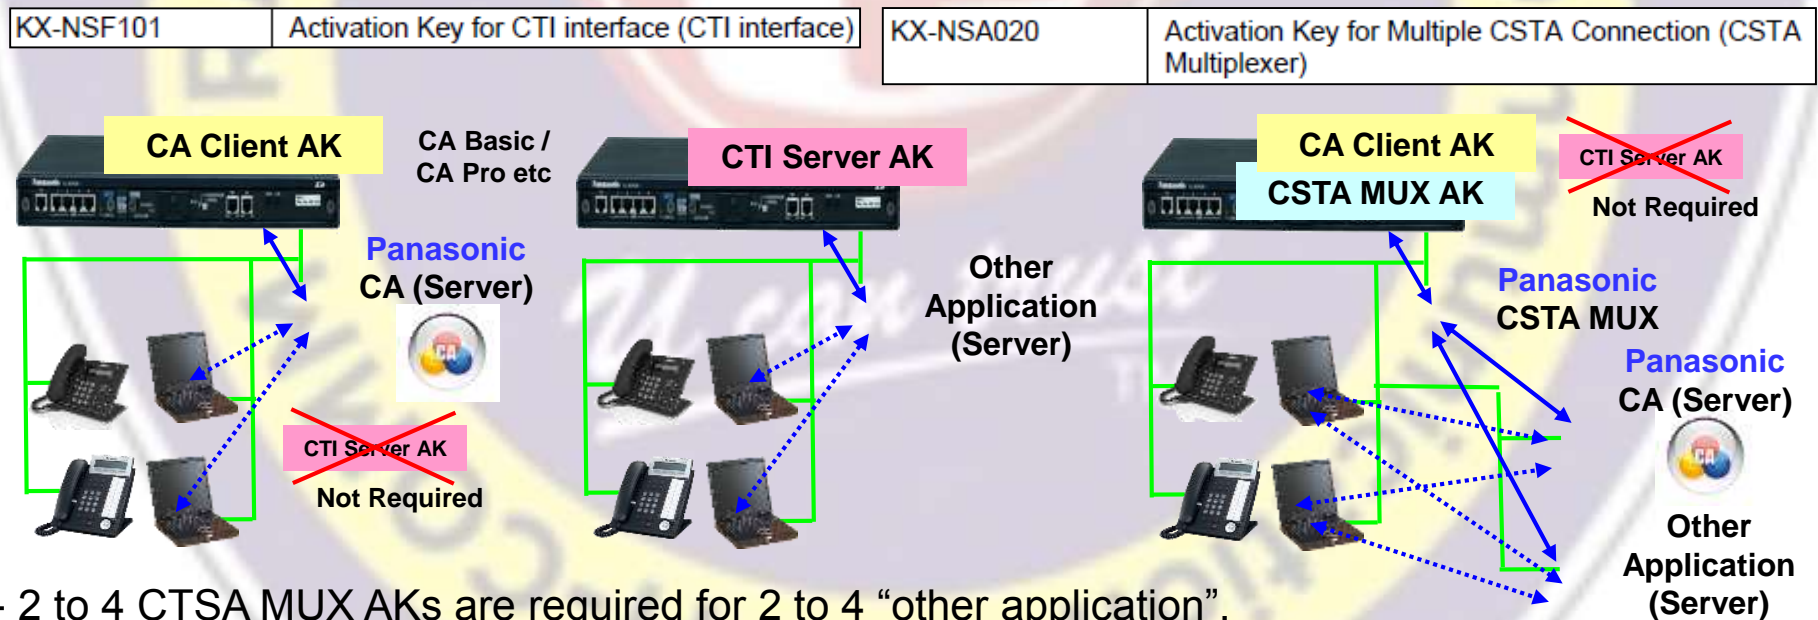 KX-NSF101 Activation Key for CTI interface (CTI interface)
KX-NSA020 Activation Key for Multiple CSTA Connection (CSTA
Multiplexer)
CA Client AK
CA Basic /
CA Pro etc
Panasonic
CA (Server)
CA
CTI Server AK
Not Required
CTI Server AK
Other
Application
(Server)
CA Client AK
CSTA MUX AK
CTI Server AK
Not Required
Panasonic
CSTA MUX
Panasonic
CA (Server)
CA
Other
Application
(Server)
- 2 to 4 CTSA MUX AKs are required for 2 to 4 “other application”.